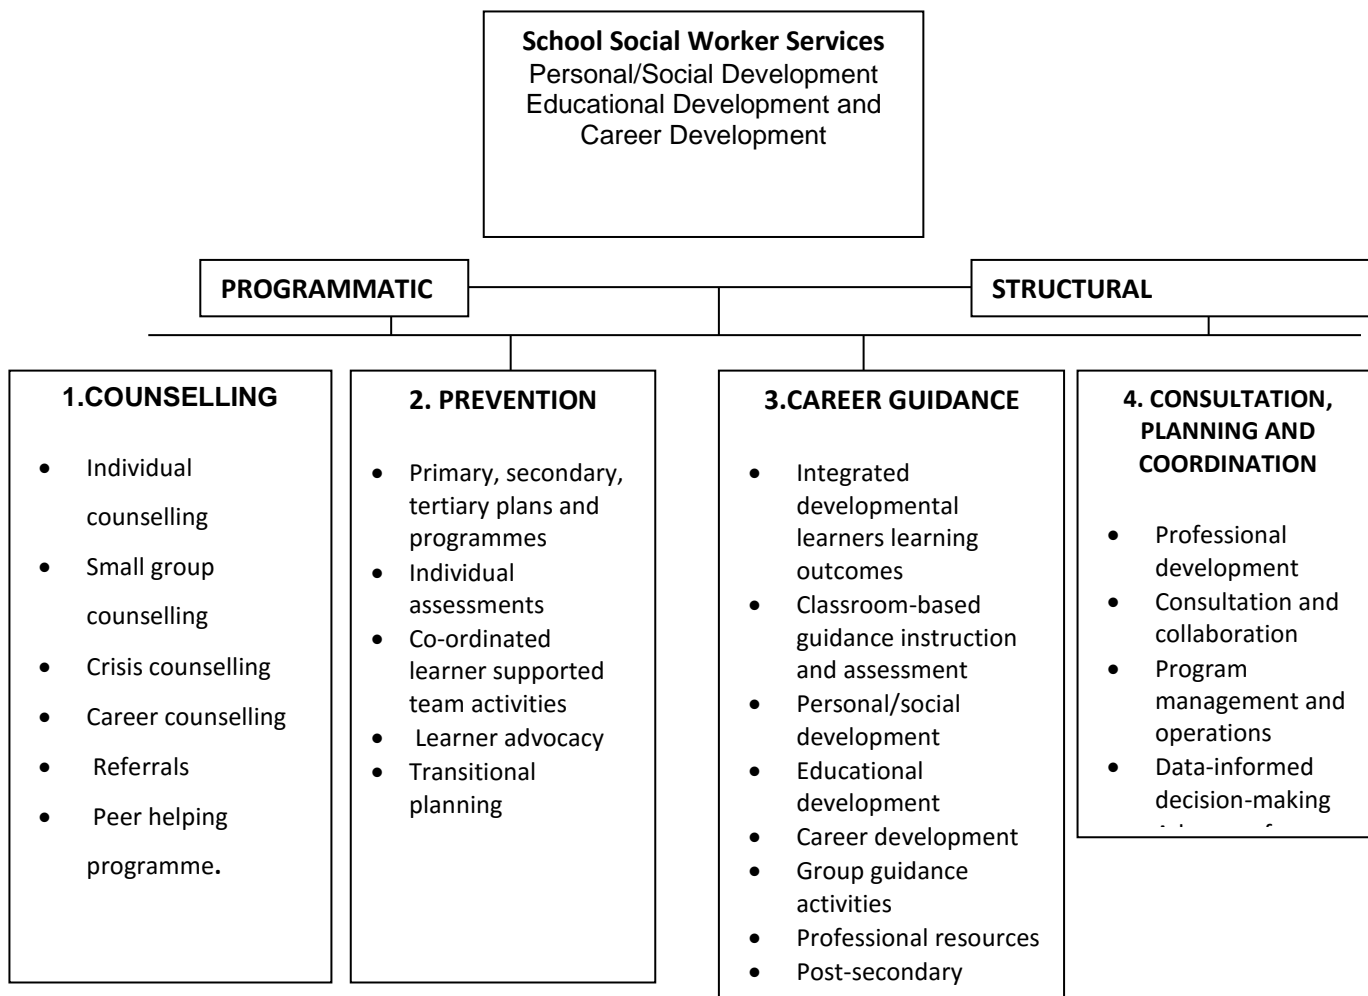 School Social Worker Services
Personal/Social Development
Educational Development and
Career Development
PROGRAMMATIC
STRUCTURAL
1.COUNSELLING
• Individual
counselling
• Small group
counselling
• Crisis counselling
• Career counselling
• Referrals
• Peer helping
programme.
2. PREVENTION
• Primary, secondary,
tertiary plans and
programmes
• Individual
assessments
• Co-ordinated
learner supported
team activities
• Learner advocacy
• Transitional
planning
3.CAREER GUIDANCE
• Integrated
developmental
learners learning
outcomes
• Classroom-based
guidance instruction
and assessment
• Personal/social
development
• Educational
development
• Career development
• Group guidance
activities
• Professional resources
• Post-secondary
4. CONSULTATION,
PLANNING AND
COORDINATION
• Professional
development
• Consultation and
collaboration
• Program
management and
operations
• Data-informed
decision-making